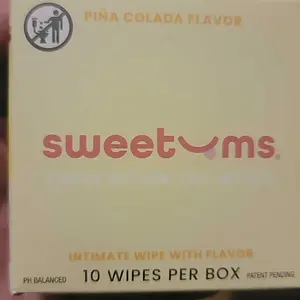 PIÑA COLADA FLAVOR
sweetums®
INTIMATE WIPE WITH FLAVOR
PH BALANCED
10 WIPES PER BOX
PATENT PENDING